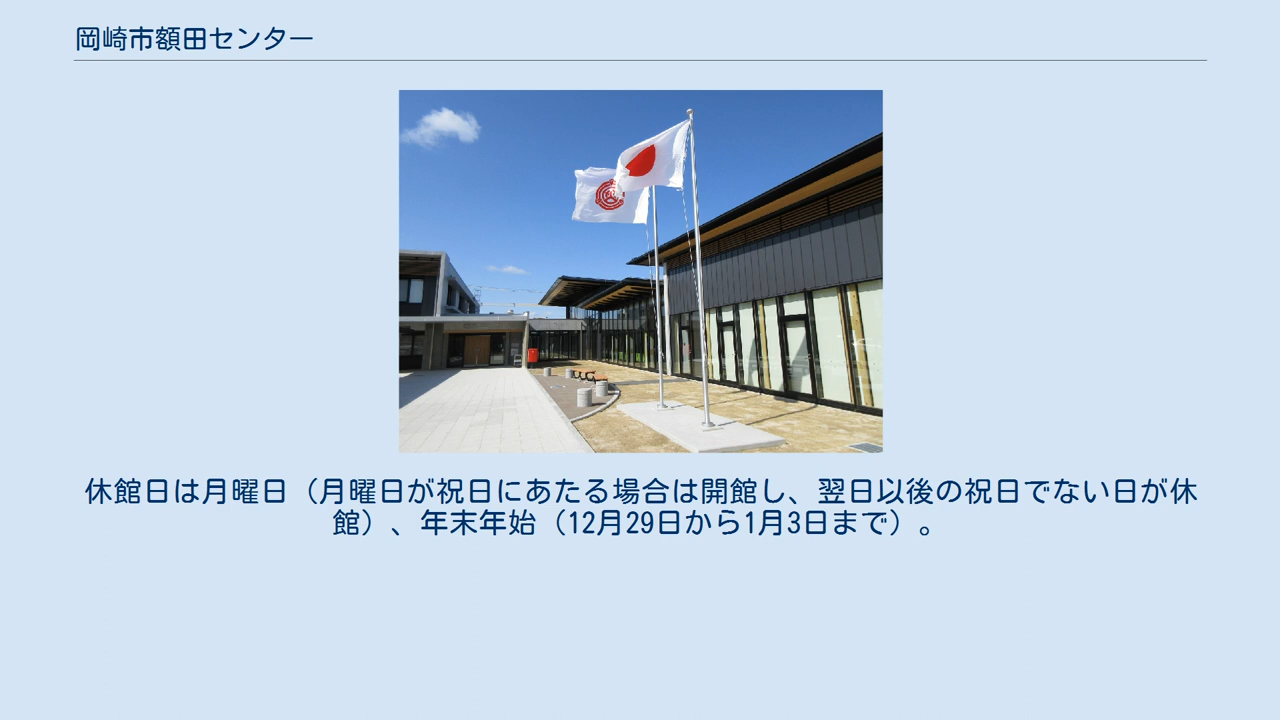 岡崎市額田センター
休館日は月曜日（月曜日が祝日にあたる場合は開館し、翌日以後の祝日でない日が休
館）、年末年始（12月29日から1月3日まで）。